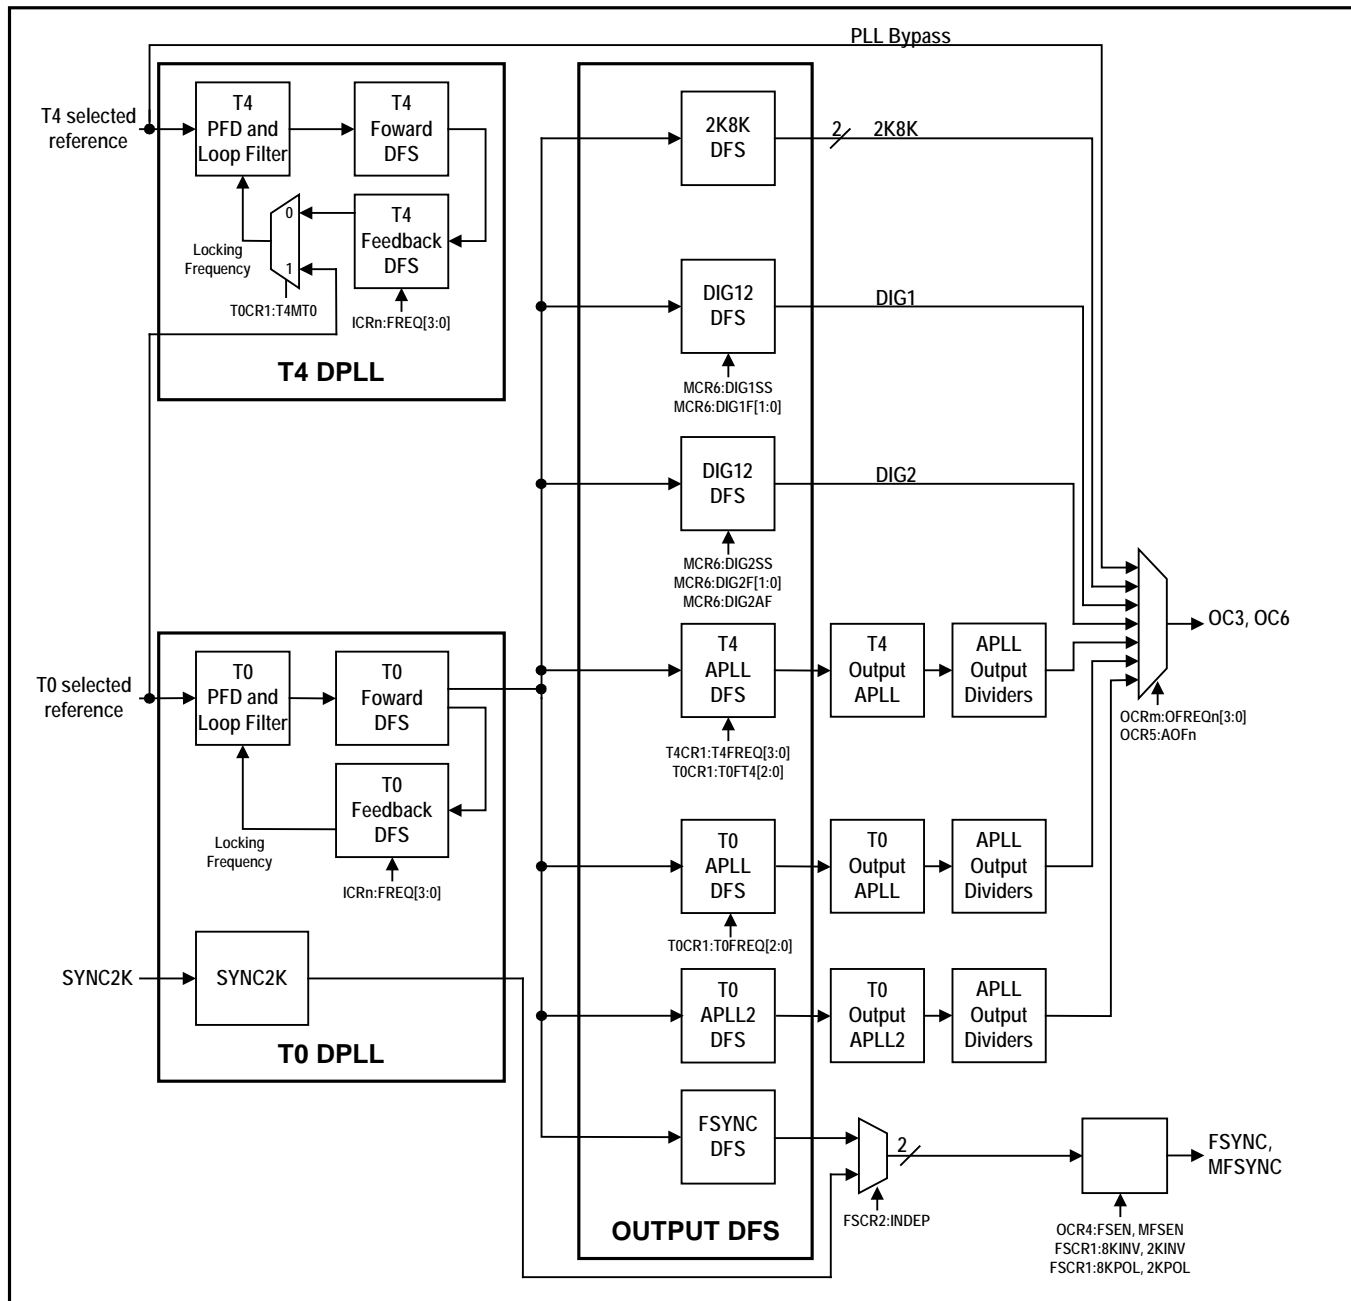 PLL Bypass
T4 selected
reference
T4
PFD and
Loop Filter
T4
Foward
DFS
0
1
T4
Feedback
DFS
Locking
Frequency
T0CR1:T4MT0
ICRn:FREQ[3:0]
T4 DPLL
2K8K
DFS
2
2K8K
DIG12
DFS
DIG1
MCR6:DIG1SS
MCR6:DIG1F[1:0]
DIG12
DFS
DIG2
MCR6:DIG2SS
MCR6:DIG2F[1:0]
MCR6:DIG2AF
T0 selected
reference
T0
PFD and
Loop Filter
T0
Foward
DFS
T0
Feedback
DFS
Locking
Frequency
ICRn:FREQ[3:0]
SYNC2K
SYNC2K
T0 DPLL
T4
APLL
DFS
T4
Output
APLL
APLL
Output
Dividers
T4CR1:T4FREQ[3:0]
T0CR1:T0FT4[2:0]
OC3, OC6
OCRm:OFREQn[3:0]
OCR5:AOFn
T0
APLL
DFS
T0
Output
APLL
APLL
Output
Dividers
T0CR1:T0FREQ[2:0]
T0
APLL2
DFS
T0
Output
APLL2
APLL
Output
Dividers
FSYNC
DFS
2
FSCR2:INDEP
FSYNC,
MFSYNC
OCR4:FSEN, MFSEN
FSCR1:8KINV, 2KINV
FSCR1:8KPOL, 2KPOL
OUTPUT DFS